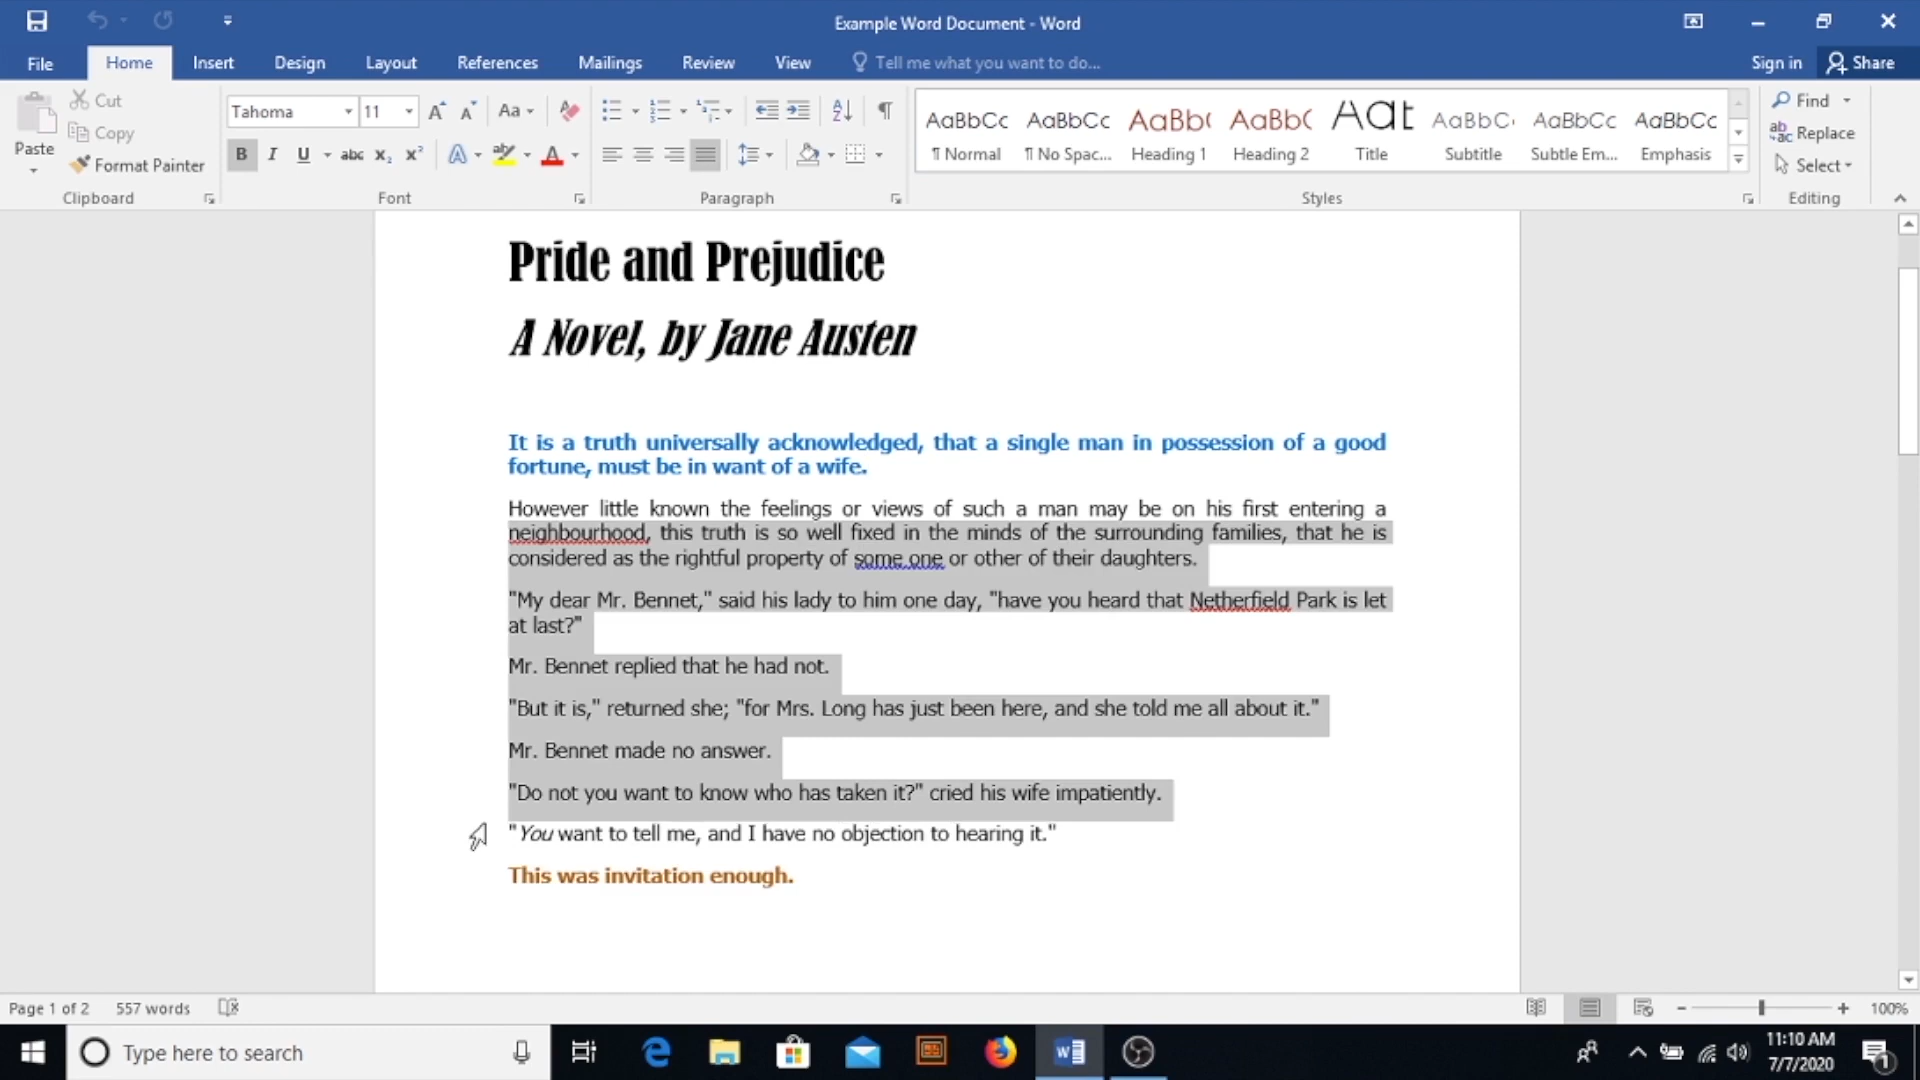 Example Word Document - Word
File Home Insert Design Layout References Mailings Review View Tell me what you want to do... Sign in Share
Paste
Cut
Copy
Format Painter
Clipboard
Tahoma 11 Aa
B I U abc x₂ x² A ab A
Font
Paragraph
AaBbCc AaBbCc AaBb( AaBb( Aat AaBbC AaBbCc AaBbCc
¶ Normal ¶ No Spac... Heading 1 Heading 2 Title Subtitle Subtle Em... Emphasis
Styles
Find
Replace
Select
Editing
Pride and Prejudice
A Novel, by Jane Austen
It is a truth universally acknowledged, that a single man in possession of a good
fortune, must be in want of a wife.
However little known the feelings or views of such a man may be on his first entering a
neighbourhood, this truth is so well fixed in the minds of the surrounding families, that he is
considered as the rightful property of some one or other of their daughters.
"My dear Mr. Bennet," said his lady to him one day, "have you heard that Netherfield Park is let
at last?"
Mr. Bennet replied that he had not.
"But it is," returned she; "for Mrs. Long has just been here, and she told me all about it."
Mr. Bennet made no answer.
"Do not you want to know who has taken it?" cried his wife impatiently.
"You want to tell me, and I have no objection to hearing it."
This was invitation enough.
Page 1 of 2 557 words 100%
Type here to search
11:10 AM
7/7/2020
1